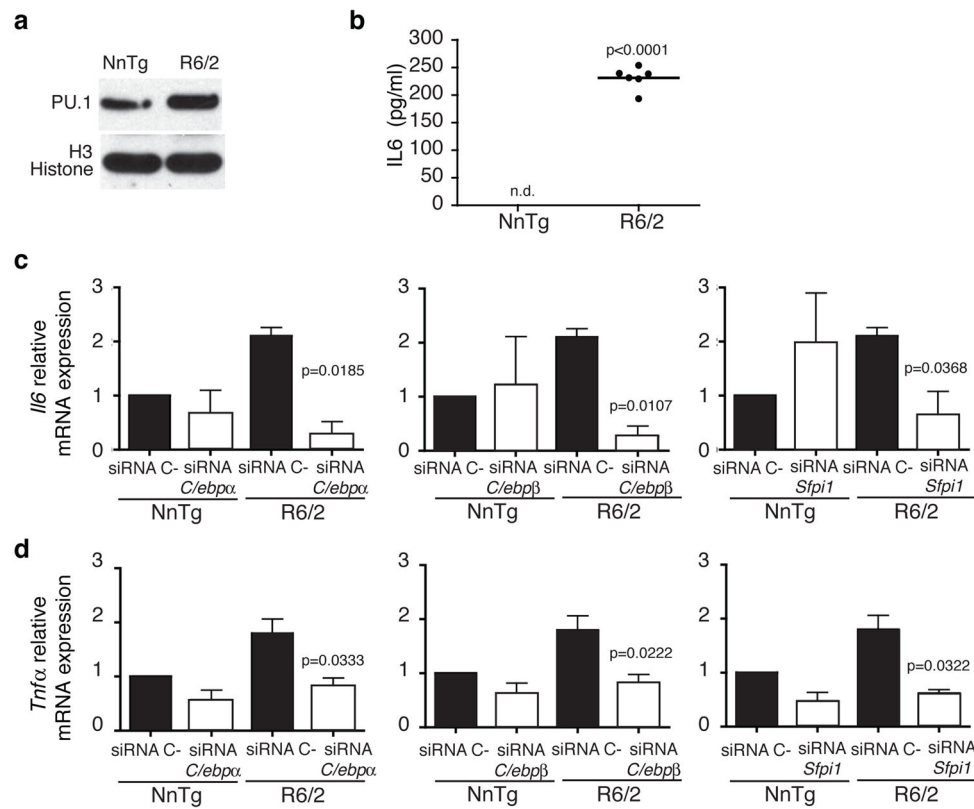 a
NnTg R6/2
PU.1
H3
Histone
b
p<0.0001
300
250
200
150
100
50
0
IL6 (pg/ml)
n.d.
NnTg R6/2
c
Il6 relative
mRNA expression
3
2
1
0
p=0.0185
siRNA C- siRNA siRNA C- siRNA
C/ebpα C/ebpα
NnTg R6/2
3
2
1
0
p=0.0107
siRNA C- siRNA siRNA C- siRNA
C/ebpβ C/ebpβ
NnTg R6/2
3
2
1
0
p=0.0368
siRNA C- siRNA siRNA C- siRNA
Sfpi1 Sfpi1
NnTg R6/2
d
Tnfα relative
mRNA expression
3
2
1
0
p=0.0333
siRNA C- siRNA siRNA C- siRNA
C/ebpα C/ebpα
NnTg R6/2
3
2
1
0
p=0.0222
siRNA C- siRNA siRNA C- siRNA
C/ebpβ C/ebpβ
NnTg R6/2
3
2
1
0
p=0.0322
siRNA C- siRNA siRNA C- siRNA
Sfpi1 Sfpi1
NnTg R6/2